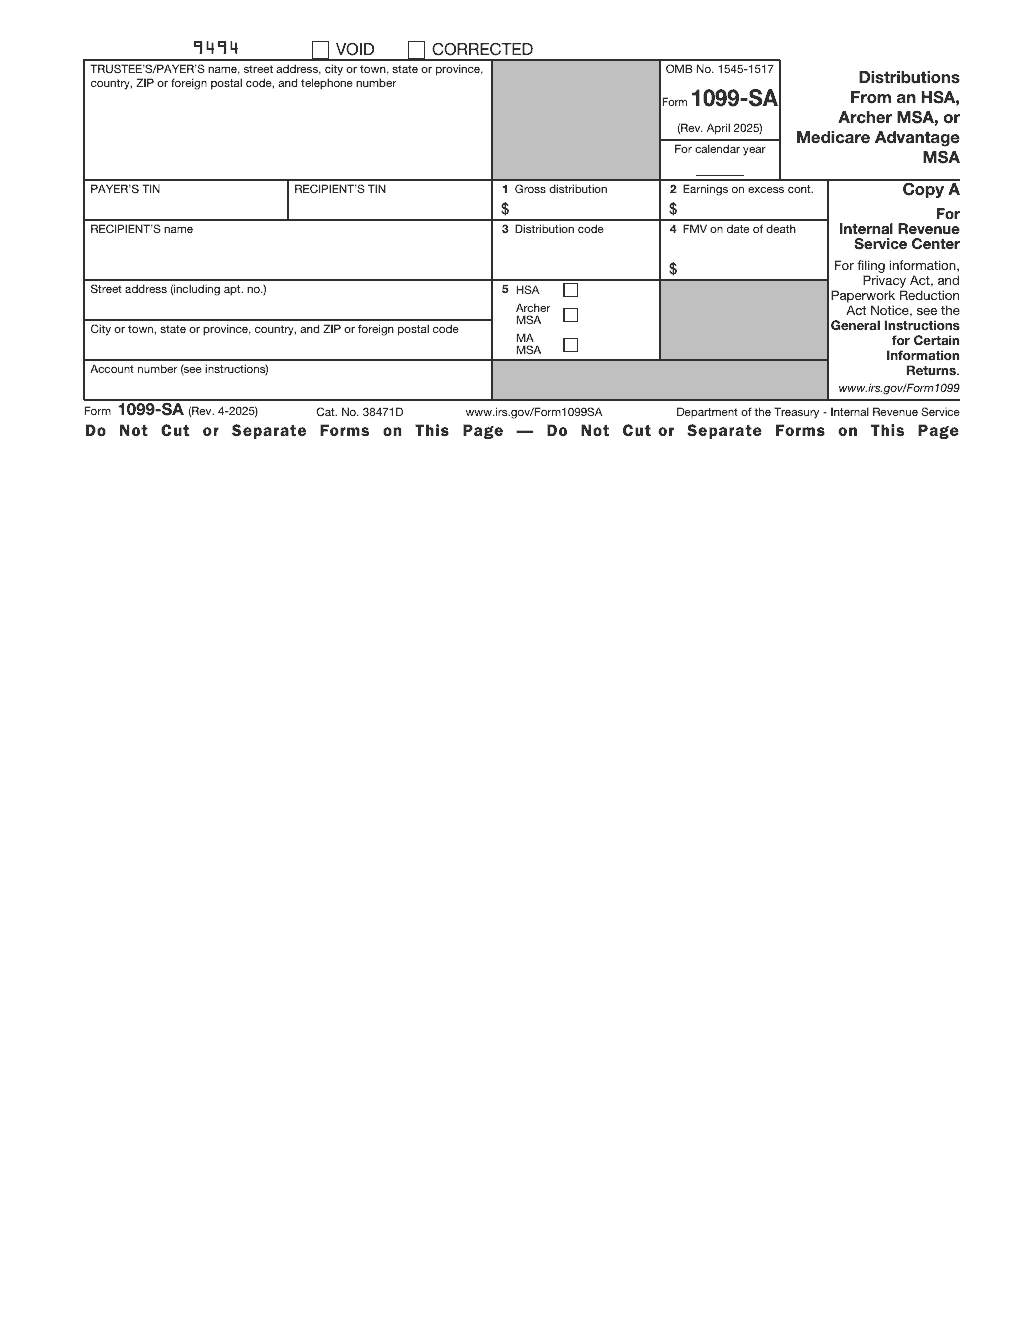 9494 VOID CORRECTED
TRUSTEE'S/PAYER'S name, street address, city or town, state or province,
country, ZIP or foreign postal code, and telephone number
OMB No. 1545-1517
Form 1099-SA
(Rev. April 2025)
For calendar year
Distributions
From an HSA,
Archer MSA, or
Medicare Advantage
MSA
PAYER'S TIN
RECIPIENT'S TIN
1 Gross distribution
$
2 Earnings on excess cont.
$
Copy A
For
Internal Revenue
Service Center
For filing information,
Privacy Act, and
Paperwork Reduction
Act Notice, see the
General Instructions
for Certain
Information
Returns.
www.irs.gov/Form1099
RECIPIENT'S name
3 Distribution code
4 FMV on date of death
$
Street address (including apt. no.)
5 HSA
Archer
MSA
MA
MSA
City or town, state or province, country, and ZIP or foreign postal code
Account number (see instructions)
Form 1099-SA (Rev. 4-2025) Cat. No. 38471D www.irs.gov/Form1099SA Department of the Treasury - Internal Revenue Service
Do Not Cut or Separate Forms on This Page — Do Not Cut or Separate Forms on This Page